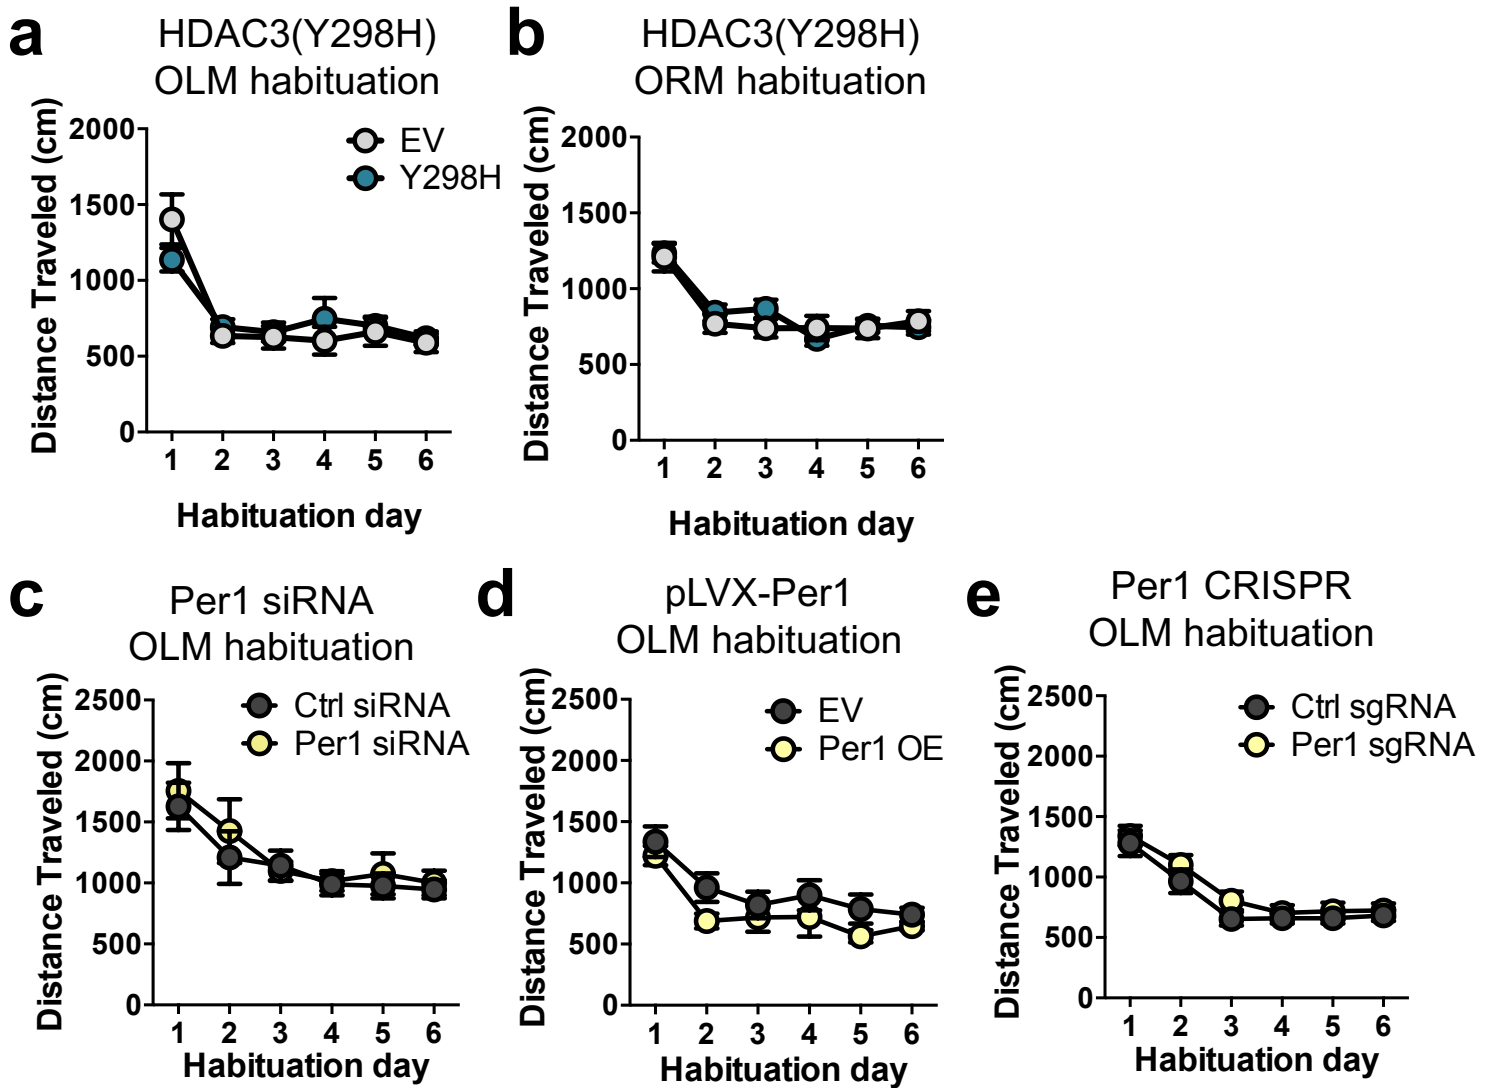 a
HDAC3(Y298H)
OLM habituation
Distance Traveled (cm)
2000
1500
1000
500
0
EV
Y298H
1 2 3 4 5 6
Habituation day
b
HDAC3(Y298H)
ORM habituation
Distance Traveled (cm)
2000
1500
1000
500
0
1 2 3 4 5 6
Habituation day
c
Per1 siRNA
OLM habituation
Distance Traveled (cm)
2500
2000
1500
1000
500
0
Ctrl siRNA
Per1 siRNA
1 2 3 4 5 6
Habituation day
d
pLVX-Per1
OLM habituation
Distance Traveled (cm)
2500
2000
1500
1000
500
0
EV
Per1 OE
1 2 3 4 5 6
Habituation day
e
Per1 CRISPR
OLM habituation
Distance Traveled (cm)
2500
2000
1500
1000
500
0
Ctrl sgRNA
Per1 sgRNA
1 2 3 4 5 6
Habituation day